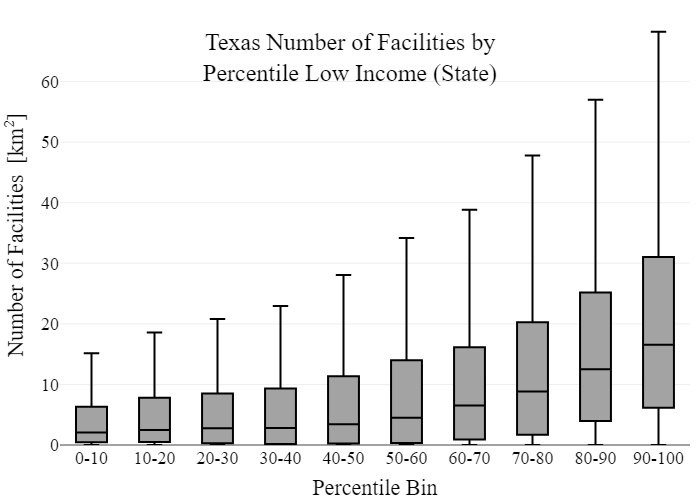 Texas Number of Facilities by
Percentile Low Income (State)
Number of Facilities [km²]
60
50
40
30
20
10
0
0-10 10-20 20-30 30-40 40-50 50-60 60-70 70-80 80-90 90-100
Percentile Bin